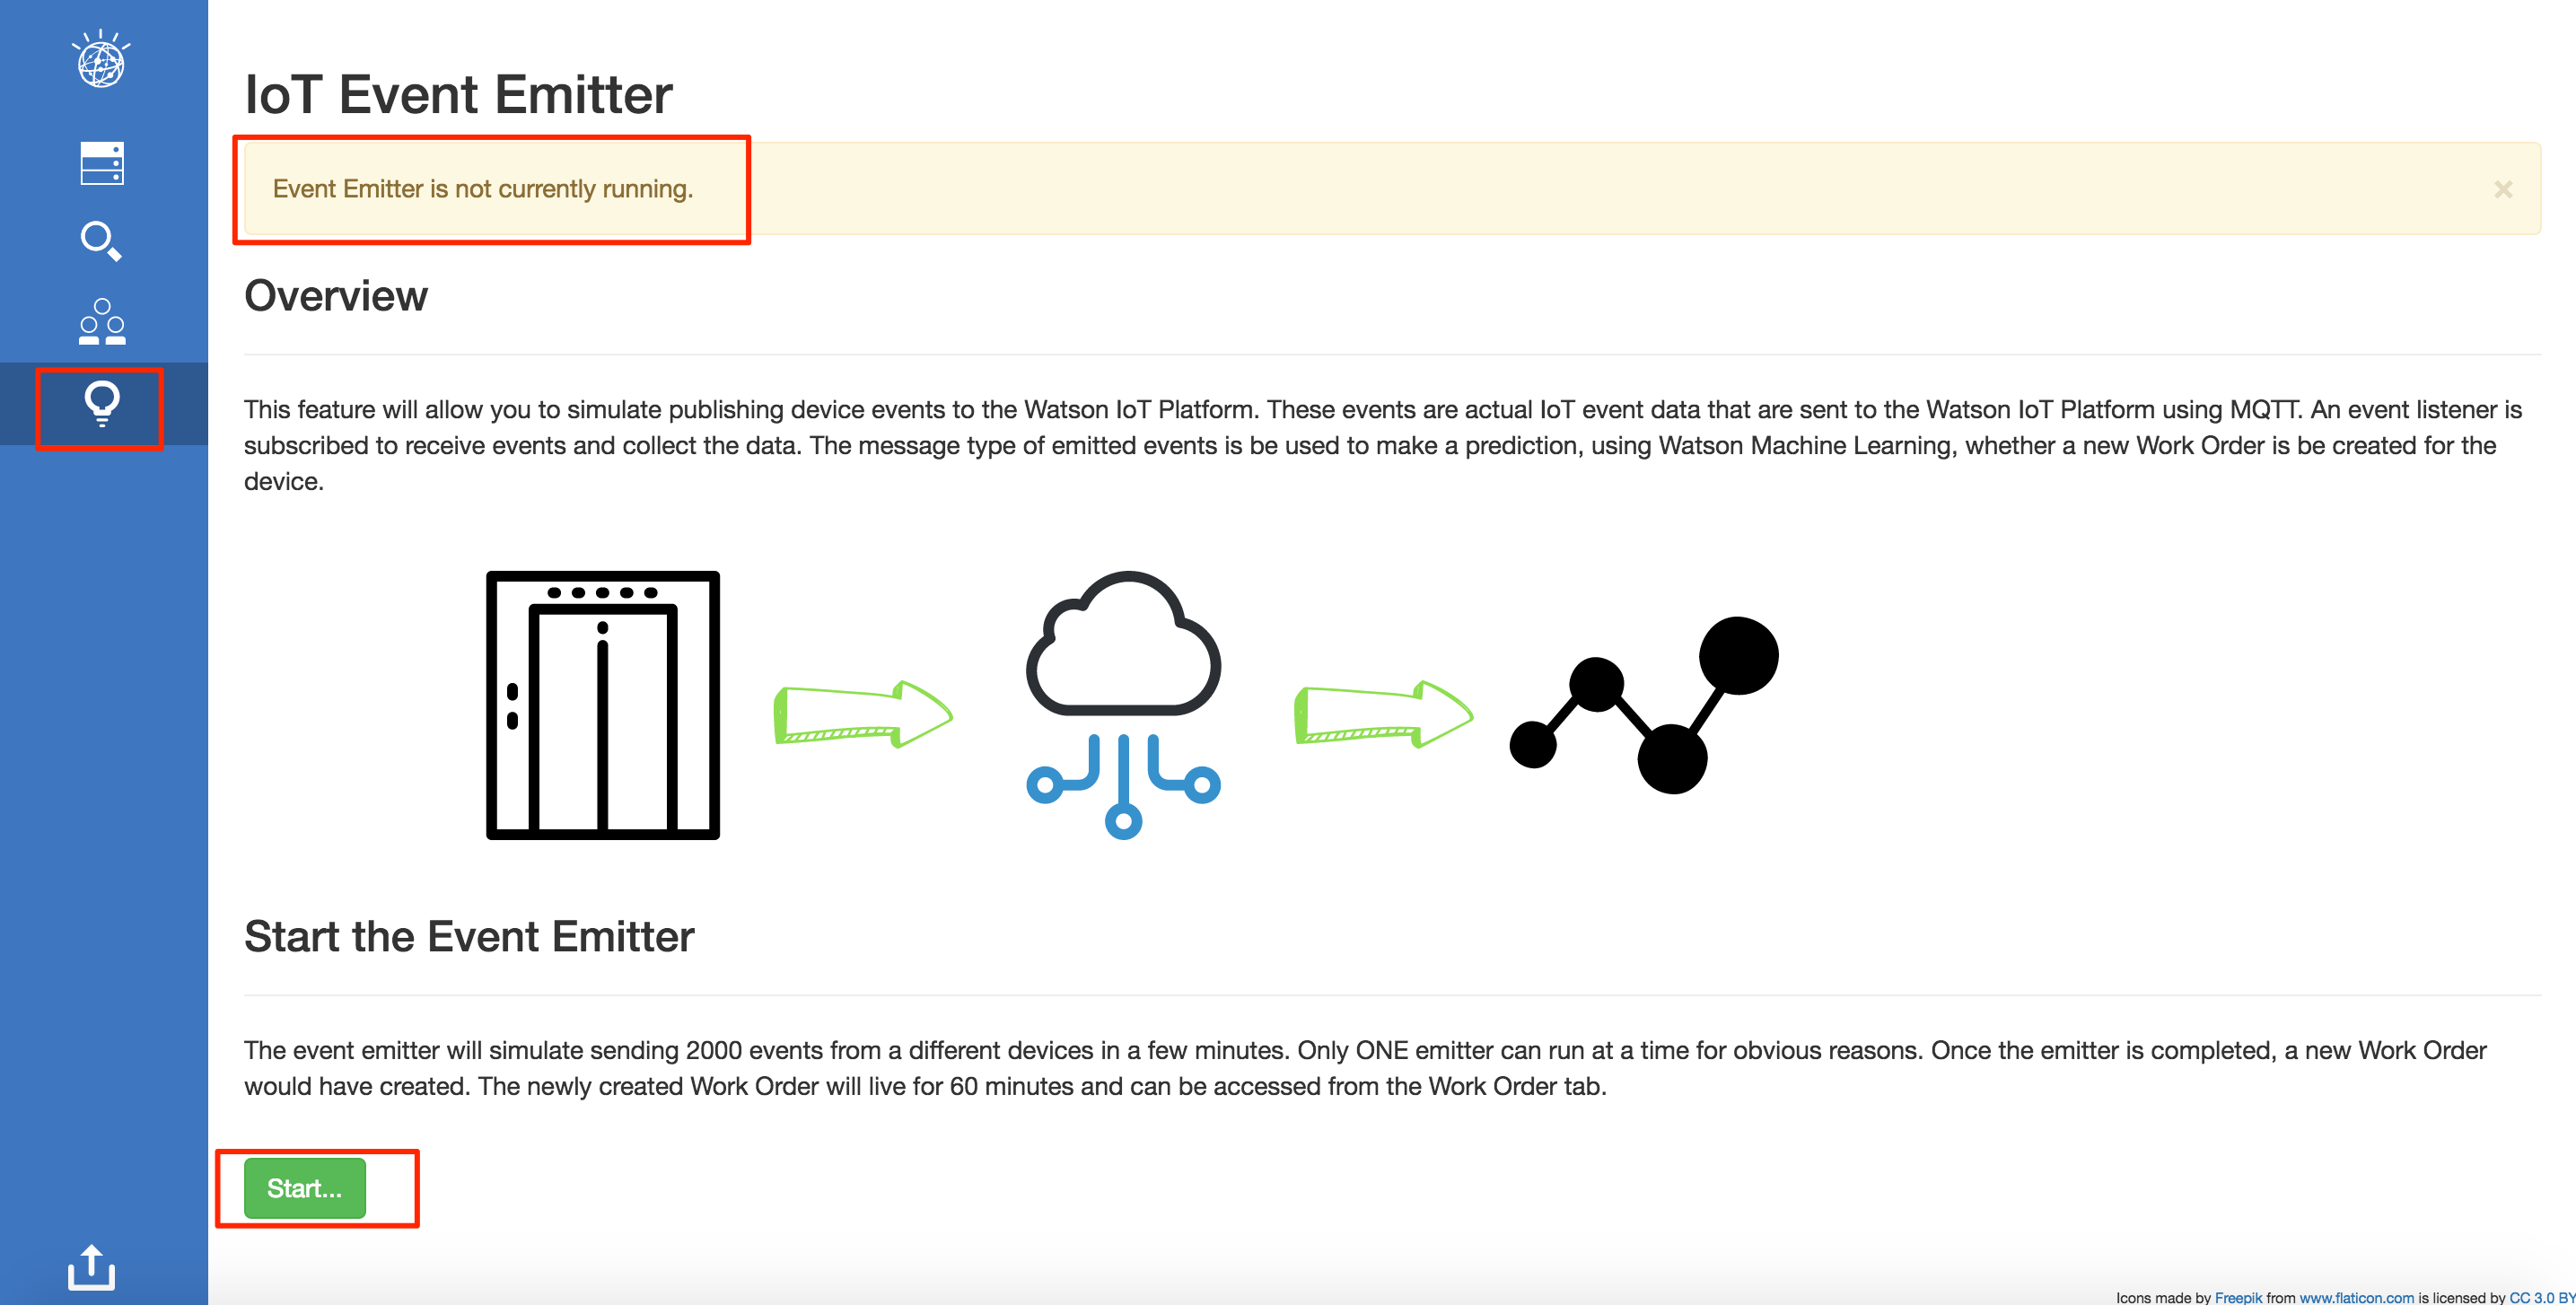 IoT Event Emitter
Event Emitter is not currently running.
×
Overview
This feature will allow you to simulate publishing device events to the Watson IoT Platform. These events are actual IoT event data that are sent to the Watson IoT Platform using MQTT. An event listener is
subscribed to receive events and collect the data. The message type of emitted events is be used to make a prediction, using Watson Machine Learning, whether a new Work Order is be created for the
device.
Start the Event Emitter
The event emitter will simulate sending 2000 events from a different devices in a few minutes. Only ONE emitter can run at a time for obvious reasons. Once the emitter is completed, a new Work Order
would have created. The newly created Work Order will live for 60 minutes and can be accessed from the Work Order tab.
Start...
Icons made by Freepik from www.flaticon.com is licensed by CC 3.0 BY